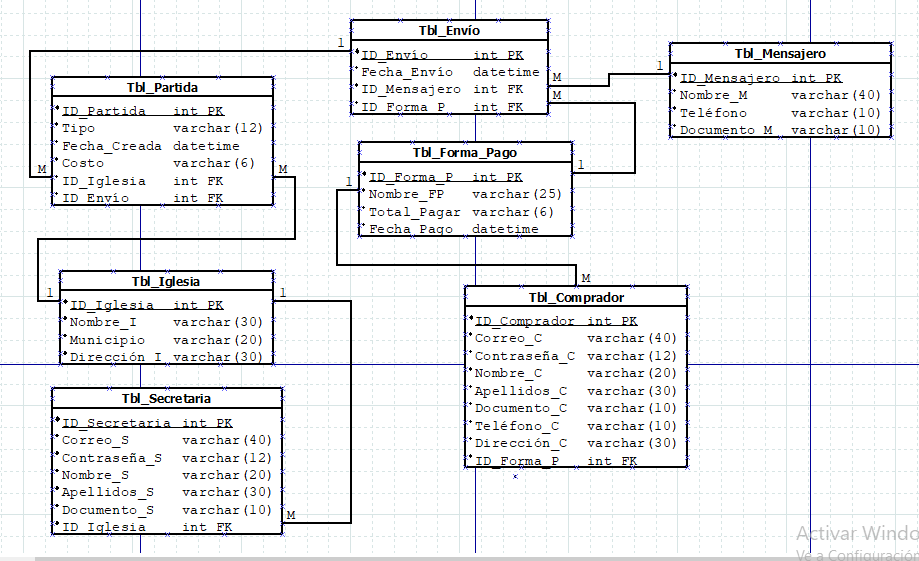 Tbl_Envío
ID_Envío int PK
Fecha_Envío datetime
ID_Mensajero int FK
ID_Forma_P int FK
1
M
M
1
Tbl_Mensajero
ID_Mensajero int PK
Nombre_M varchar(40)
Teléfono varchar(10)
Documento_M varchar(10)
Tbl_Partida
ID_Partida int PK
Tipo varchar(12)
Fecha_Creada datetime
Costo varchar(6)
ID_Iglesia int FK
ID_Envío int FK
M
M
Tbl_Forma_Pago
ID_Forma_P int PK
Nombre_FP varchar(25)
Total_Pagar varchar(6)
Fecha_Pago datetime
1
1
Tbl_Iglesia
ID_Iglesia int PK
Nombre_I varchar(30)
Municipio varchar(20)
Dirección_I varchar(30)
1
1
M
Tbl_Comprador
ID_Comprador int PK
Correo_C varchar(40)
Contraseña_C varchar(12)
Nombre_C varchar(20)
Apellidos_C varchar(30)
Documento_C varchar(10)
Teléfono_C varchar(10)
Dirección_C varchar(30)
ID_Forma_P int FK
Tbl_Secretaria
ID_Secretaria int PK
Correo_S varchar(40)
Contraseña_S varchar(12)
Nombre_S varchar(20)
Apellidos_S varchar(30)
Documento_S varchar(10)
ID_Iglesia int FK
M
Activar Windo
Ve a Configuración